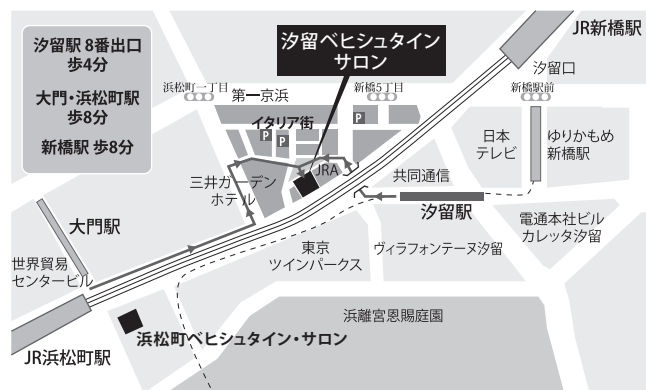 汐留駅 8番出口
歩4分
大門・浜松町駅
歩8分
新橋駅 歩8分
汐留ベヒシュタイン
サロン
JR新橋駅
汐留口
浜松町一丁目
第一京浜
新橋5丁目
新橋駅前
イタリア街
P
P
P
日本
テレビ
ゆりかもめ
新橋駅
三井ガーデン
ホテル
JRA
共同通信
汐留駅
大門駅
電通本社ビル
カレッタ汐留
東京
ツインパークス
ヴィラフォンテーヌ汐留
世界貿易
センタービル
浜離宮恩賜庭園
浜松町ベヒシュタイン・サロン
JR浜松町駅